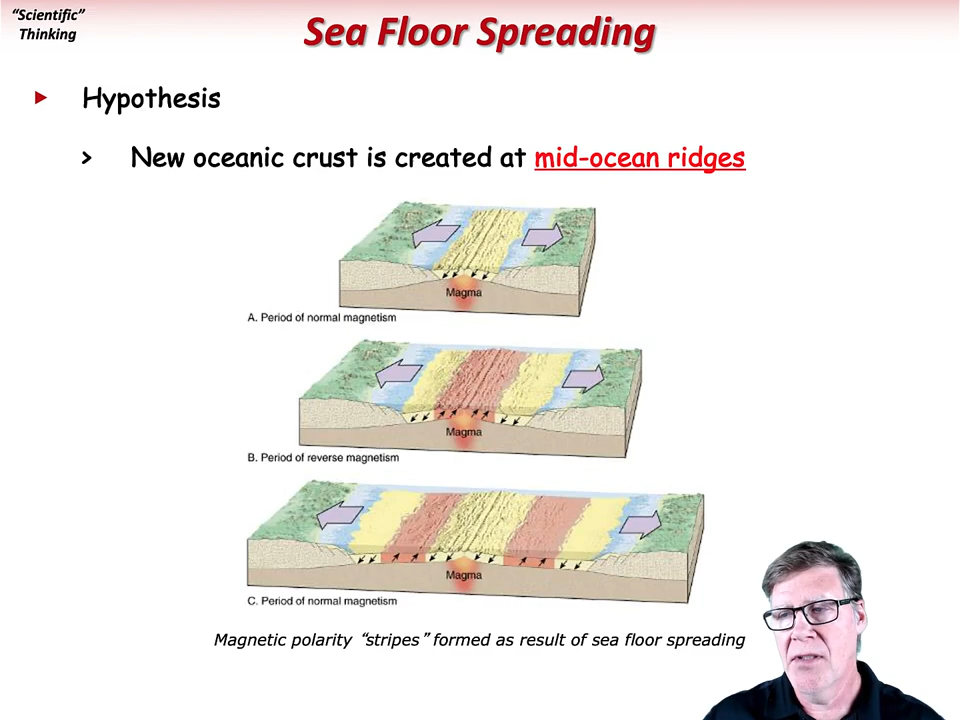 “Scientific”
Thinking
Sea Floor Spreading
Hypothesis
> New oceanic crust is created at mid-ocean ridges
Magma
A. Period of normal magnetism
Magma
B. Period of reverse magnetism
Magma
C. Period of normal magnetism
Magnetic polarity “stripes” formed as result of sea floor spreading